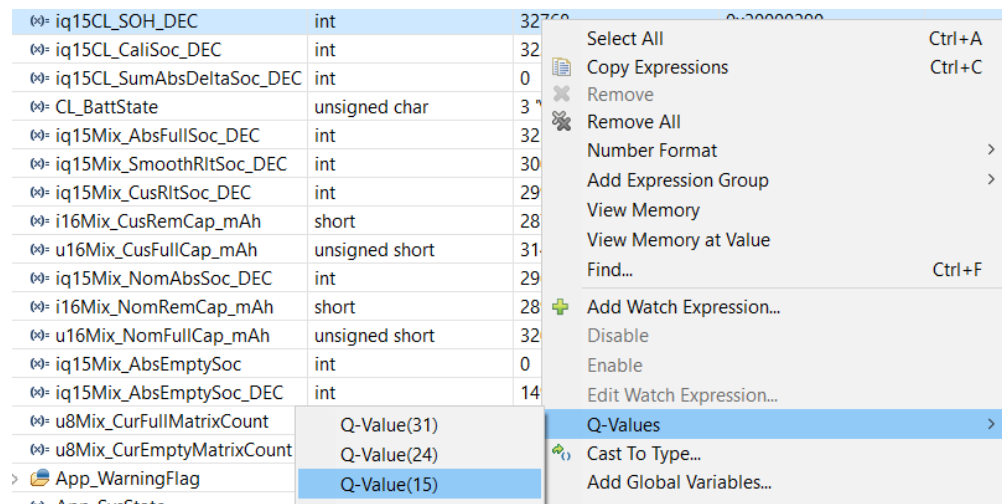 (x)= iq15CL_SOH_DEC int
(x)= iq15CL_CaliSoc_DEC int 32
(x)= iq15CL_SumAbsDeltaSoc_DEC int 0
(x)= CL_BattState unsigned char 3
(x)= iq15Mix_AbsFullSoc_DEC int 32
(x)= iq15Mix_SmoothRltSoc_DEC int 30
(x)= iq15Mix_CusRltSoc_DEC int 29
(x)= i16Mix_CusRemCap_mAh short 28
(x)= u16Mix_CusFullCap_mAh unsigned short 31
(x)= iq15Mix_NomAbsSoc_DEC int 29
(x)= i16Mix_NomRemCap_mAh short 28
(x)= u16Mix_NomFullCap_mAh unsigned short 32
(x)= iq15Mix_AbsEmptySoc int 0
(x)= iq15Mix_AbsEmptySoc_DEC int 14
(x)= u8Mix_CurFullMatrixCount
(x)= u8Mix_CurEmptyMatrixCount
App_WarningFlag
Select All Ctrl+A
Copy Expressions Ctrl+C
Remove
Remove All
Number Format
Add Expression Group
View Memory
View Memory at Value
Find... Ctrl+F
Add Watch Expression...
Disable
Enable
Edit Watch Expression...
Q-Values
Cast To Type...
Add Global Variables...
Q-Value(31)
Q-Value(24)
Q-Value(15)